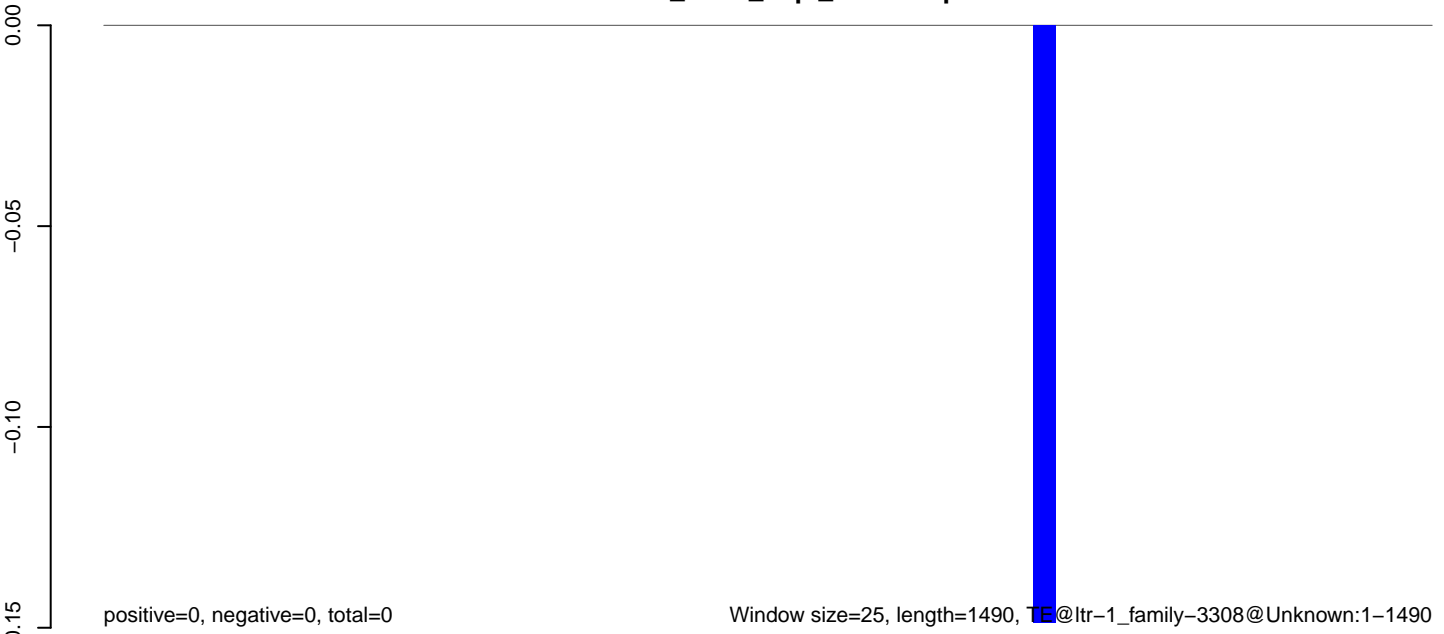 0.00
−0.05
−0.10
positive=0, negative=0, total=0
Window size=25, length=1490, TE@ltr−1_family−3308@Unknown:1−1490